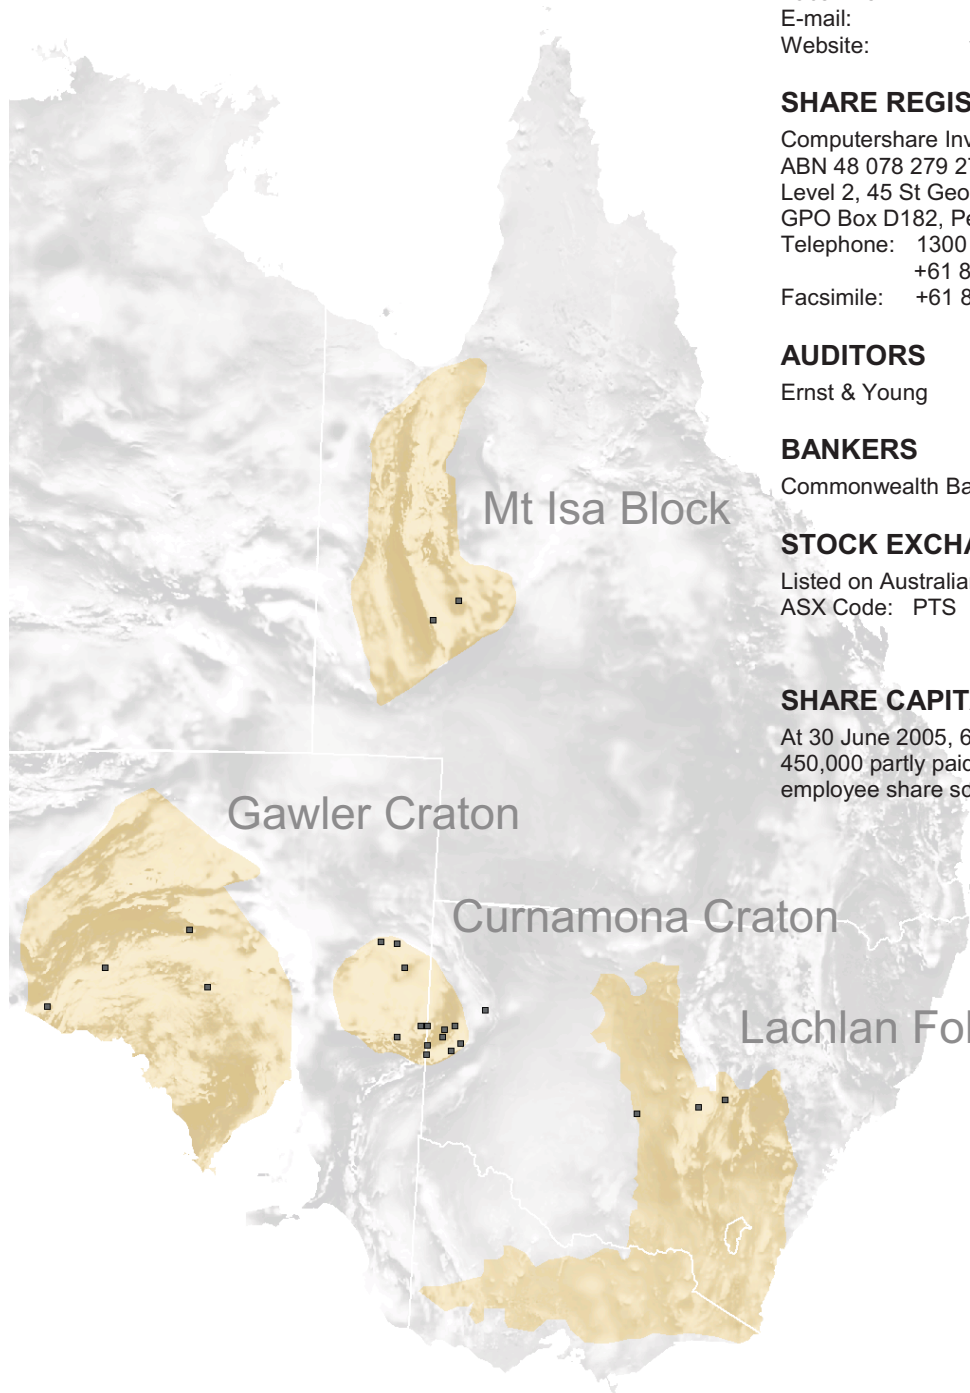 E-mail:
Website:
SHARE REGIS
Computershare Inv
ABN 48 078 279 27
Level 2, 45 St Geo
GPO Box D182, Pe
Telephone: 1300
+61 8
Facsimile: +61 8
AUDITORS
Ernst & Young
BANKERS
Commonwealth Ba
Mt Isa Block
STOCK EXCHA
Listed on Australian
ASX Code: PTS
SHARE CAPITA
At 30 June 2005, 6
450,000 partly paid
employee share sc
Gawler Craton
Curnamona Craton
Lachlan Fol